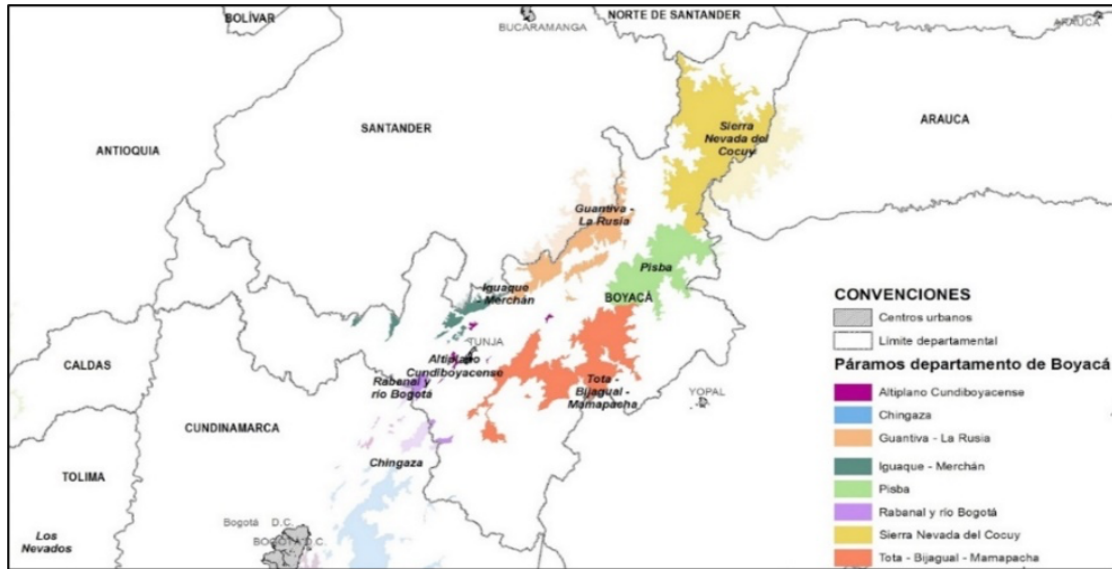 BOLÍVAR
BUCARAMANGA
NORTE DE SANTANDER
ARAUCA
ANTIOQUIA
SANTANDER
Sierra
Nevada del
Cocuy
ARAUCA
Guantiva -
La Rusia
Pisba
BOYACÁ
Iguaque
- Merchán
TUNJA
Altiplano
Cundiboyacense
Rabanal y
río Bogotá
Tota -
Bijagual -
Mamapacha
YOPAL
CALDAS
CUNDINAMARCA
TOLIMA
Chingaza
Los
Nevados
Bogotá D.C.
BOGOTÁ D.C.
CONVENCIONES
Centros urbanos
Límite departamental
Páramos departamento de Boyacá
Altiplano Cundiboyacense
Chingaza
Guantiva - La Rusia
Iguaque - Merchán
Pisba
Rabanal y río Bogotá
Sierra Nevada del Cocuy
Tota - Bijagual - Mamapacha